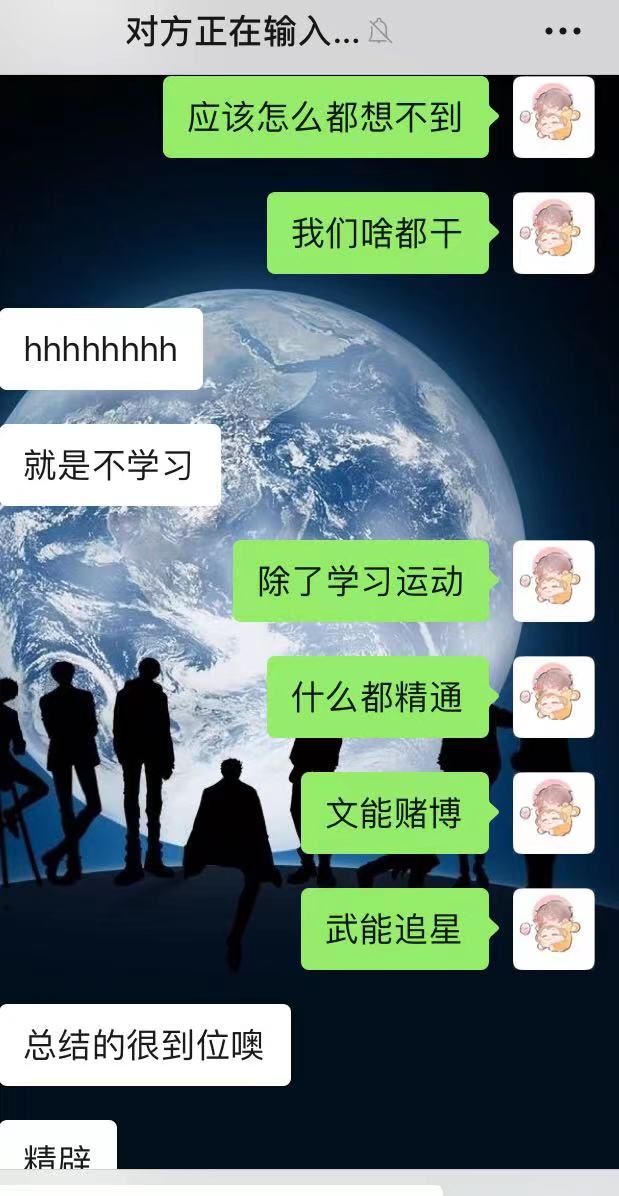 对方正在输入...
应该怎么都想不到
我们啥都干
hhhhhhhh
就是不学习
除了学习运动
什么都精通
文能赌博
武能追星
总结的很到位噢
精辟